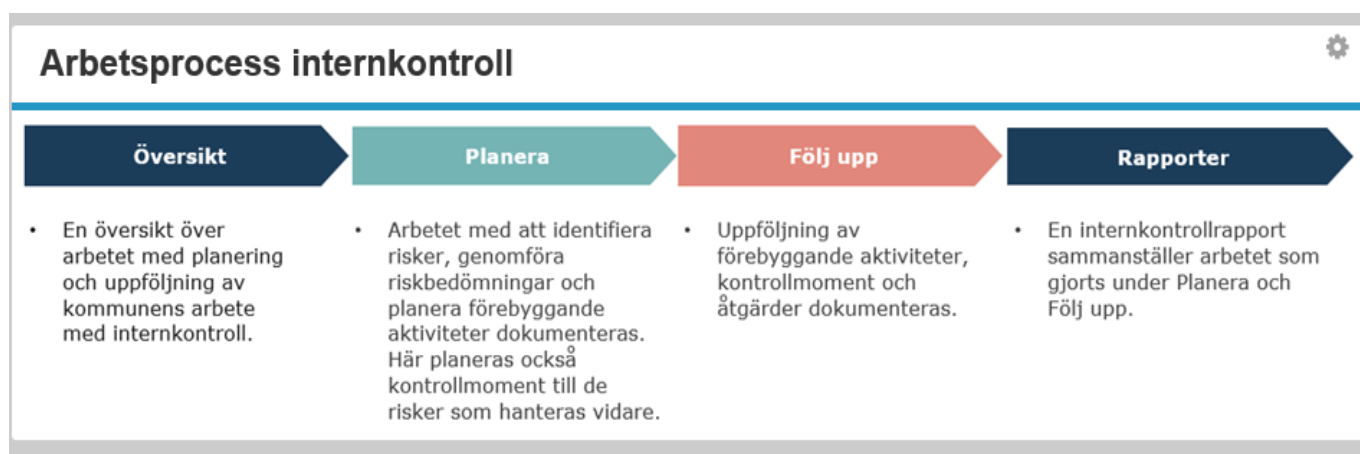 Arbetsprocess internkontroll
Översikt
Planera
Följ upp
Rapporter
• En översikt över
arbetet med planering
och uppföljning av
kommunens arbete
med internkontroll.
• Arbetet med att identifiera
risker, genomföra
riskbedömningar och
planera förebyggande
aktiviteter dokumenteras.
Här planeras också
kontrollmoment till de
risker som hanteras vidare.
• Uppföljning av
förebyggande aktiviteter,
kontrollmoment och
åtgärder dokumenteras.
• En internkontrollrapport
sammanställer arbetet som
gjorts under Planera och
Följ upp.